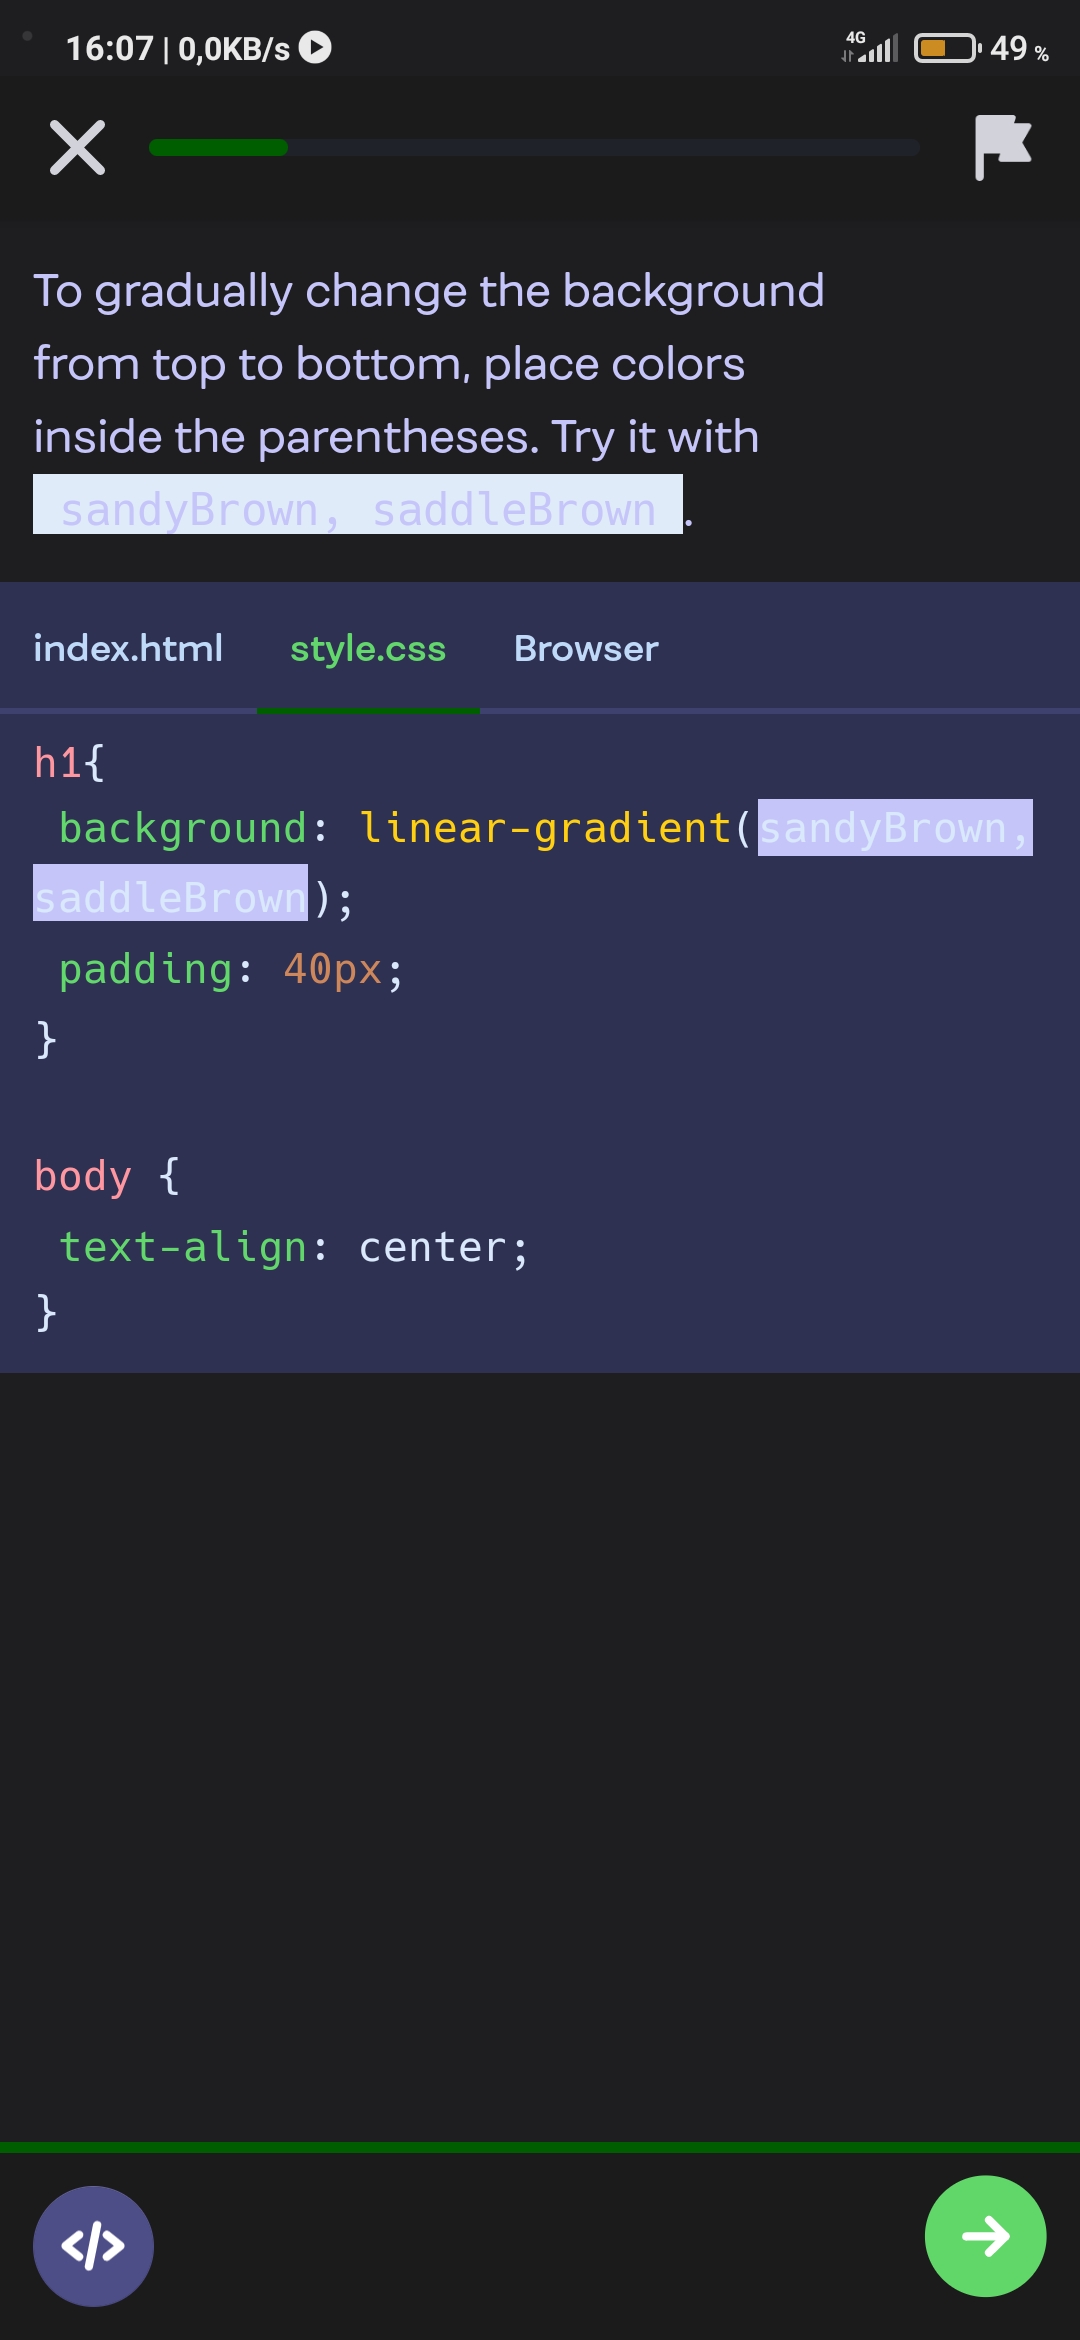 16:07 | 0,0KB/s
4G
49 %
To gradually change the background
from top to bottom, place colors
inside the parentheses. Try it with
sandyBrown, saddleBrown .
index.html style.css Browser
h1{
background: linear-gradient(sandyBrown,
saddleBrown);
padding: 40px;
}
body {
text-align: center;
}
</>